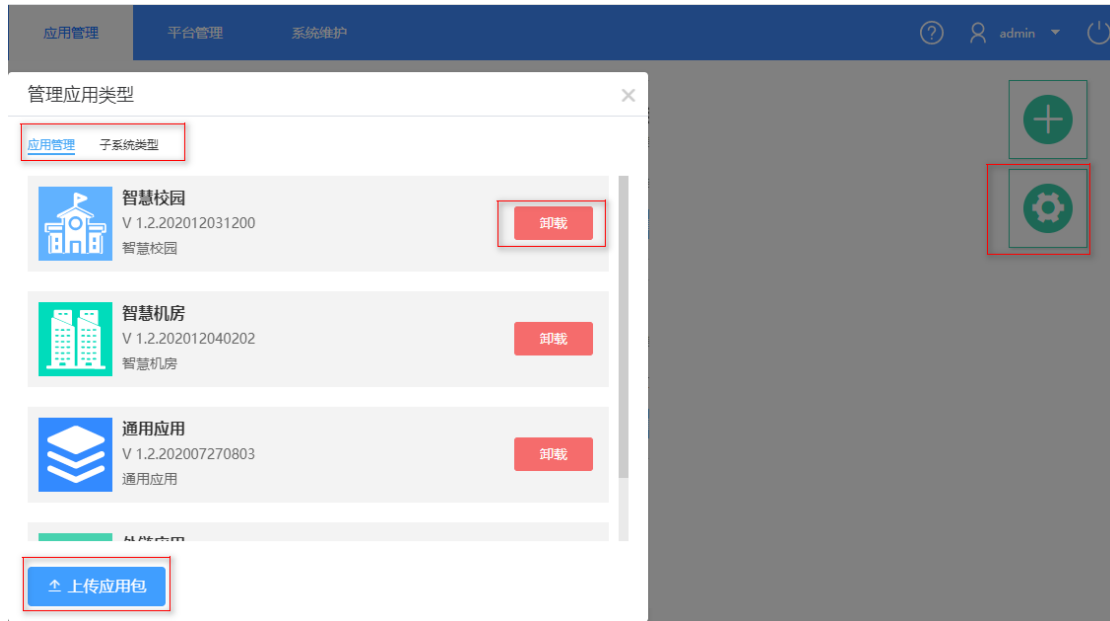 应用管理 平台管理 系统维护 admin
管理应用类型
应用管理 子系统类型
智慧校园
V 1.2.202012031200
智慧校园
卸载
智慧机房
V 1.2.202012040202
智慧机房
卸载
通用应用
V 1.2.202007270803
通用应用
卸载
上传应用包